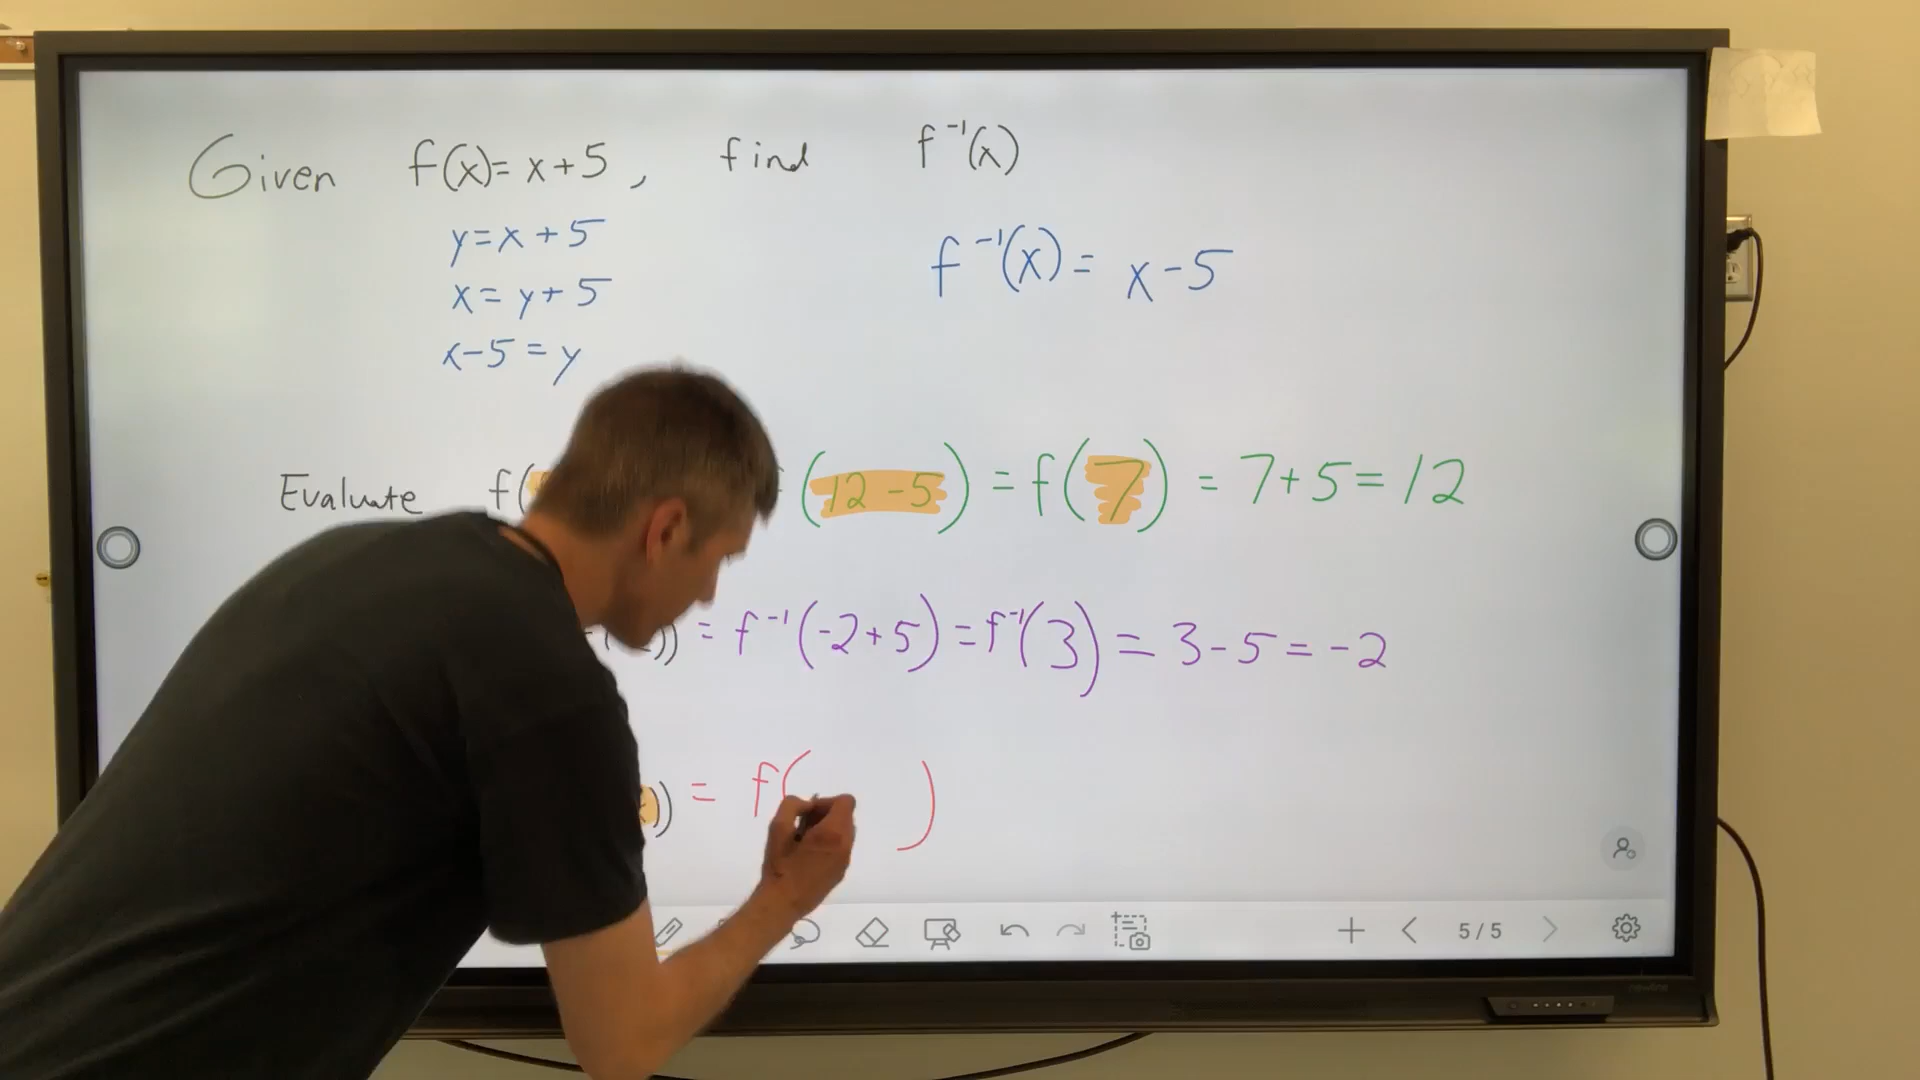 Given f(x)= x+5, find f⁻¹(x)
y=x+5
f⁻¹(x)= x-5
x= y+5
x-5=y
Evaluate f( (12-5) = f(7) = 7+5=12
)) = f⁻¹(-2+5) =f⁻¹(3) = 3-5=-2
)) = f( )
5/5
newline